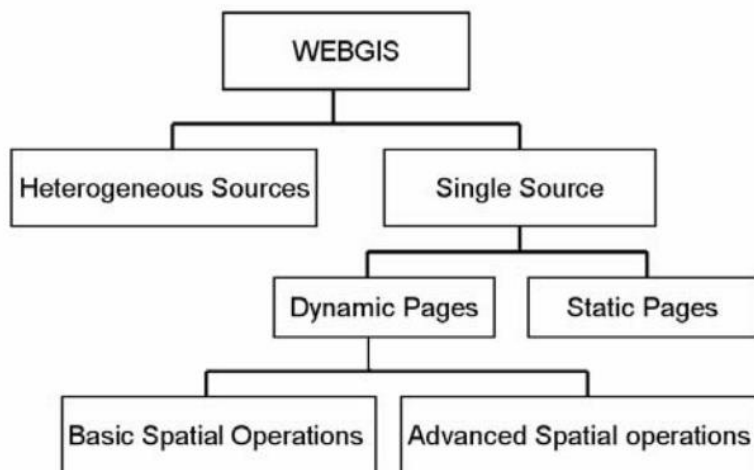 WEBGIS
Heterogeneous Sources
Single Source
Dynamic Pages
Static Pages
Basic Spatial Operations
Advanced Spatial operations